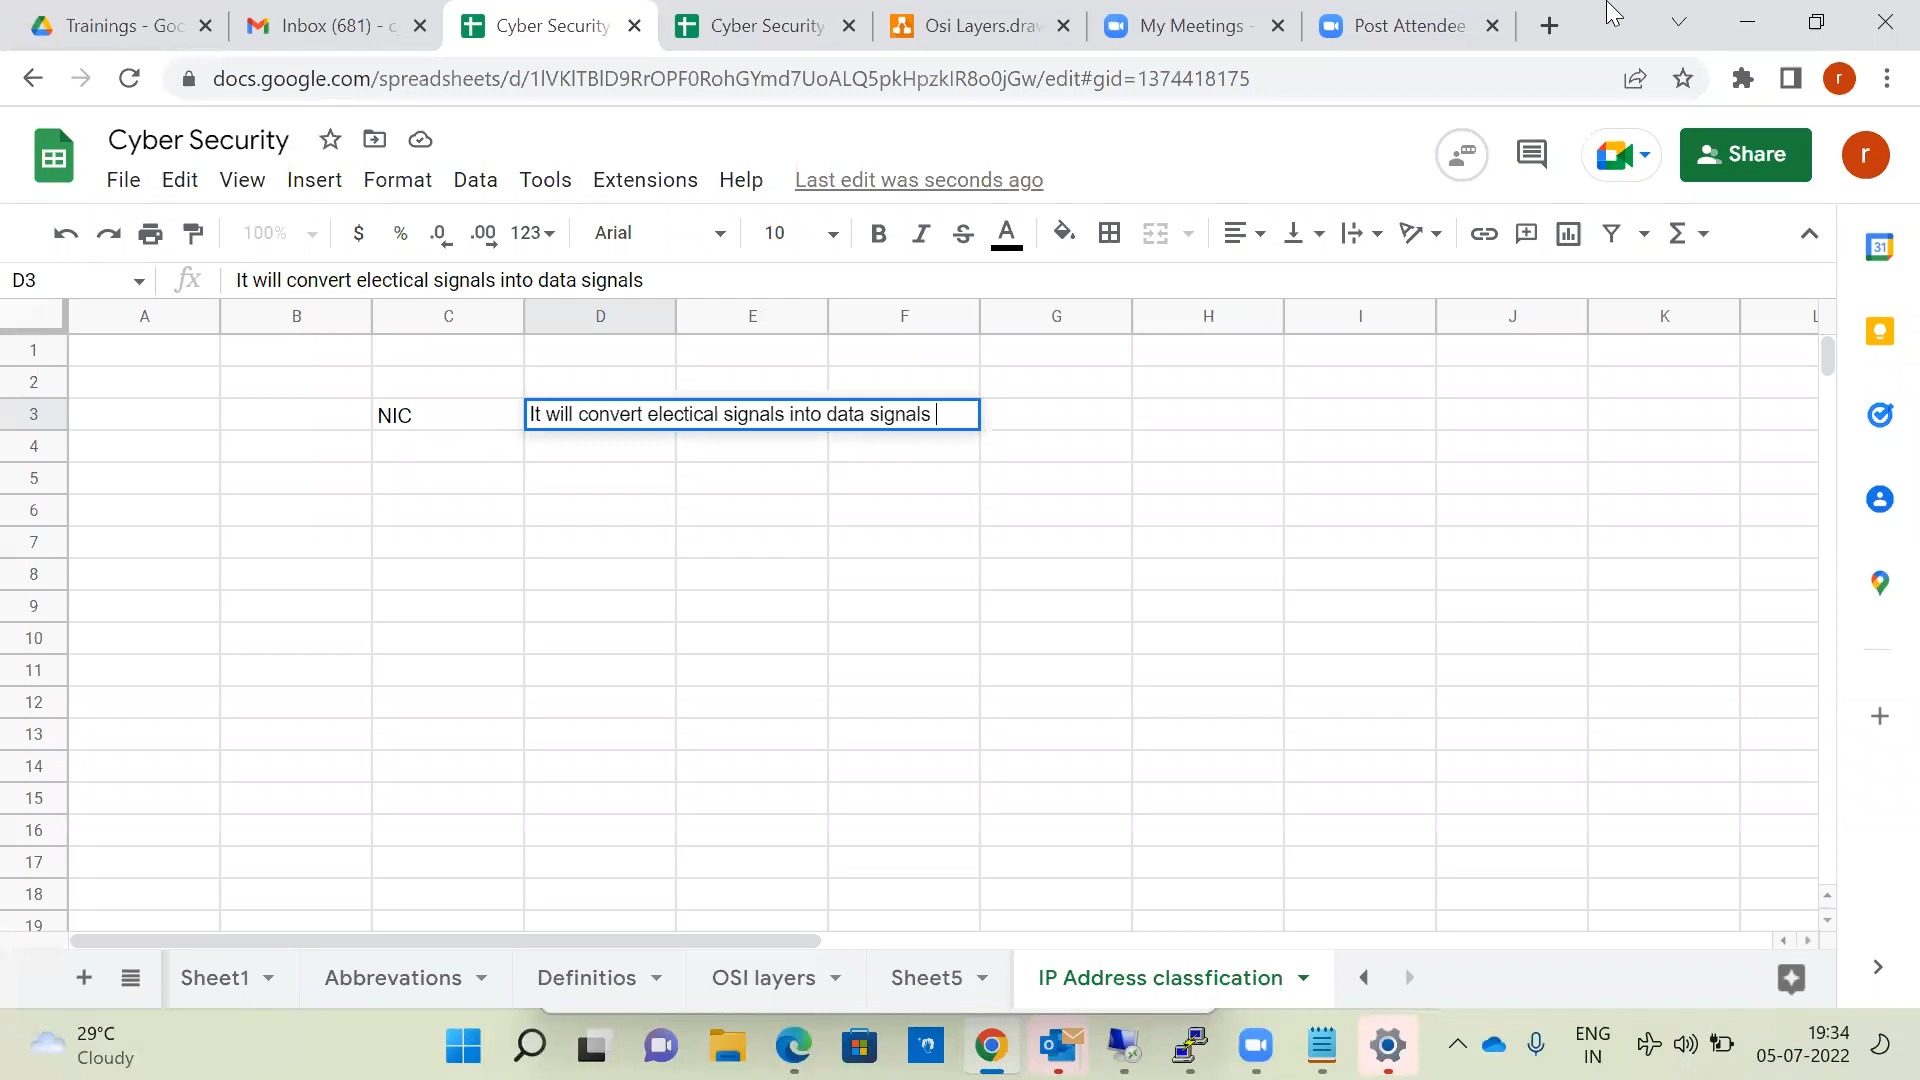 Trainings - Goo
Inbox (681) - c
Cyber Security
Cyber Security
Osi Layers.draw
My Meetings -
Post Attendee
docs.google.com/spreadsheets/d/1lVKlTBlD9RrOPF0RohGYmd7UoALQ5pkHpzkIR8o0jGw/edit#gid=1374418175
r
Cyber Security
Share
r
File Edit View Insert Format Data Tools Extensions Help Last edit was seconds ago
100% $ % .0 .00 123 Arial 10 B I S A
31
D3 fx It will convert electical signals into data signals
A B C D E F G H I J K L
1
2
3 NIC It will convert electical signals into data signals
4
5
6
7
8
9
10
11
12
13
14
15
16
17
18
19
Sheet1 Abbrevations Definitios OSI layers Sheet5 IP Address classfication
29°C
Cloudy
ENG
IN
19:34
05-07-2022